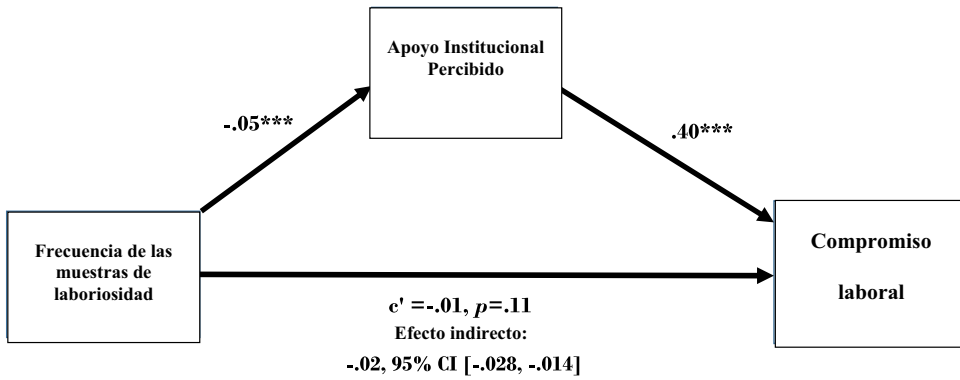 Apoyo Institucional
Percibido
-.05***
.40***
Frecuencia de las
muestras de
laboriosidad
Compromiso
laboral
c' =-.01, p=.11
Efecto indirecto:
-.02, 95% CI [-.028, -.014]